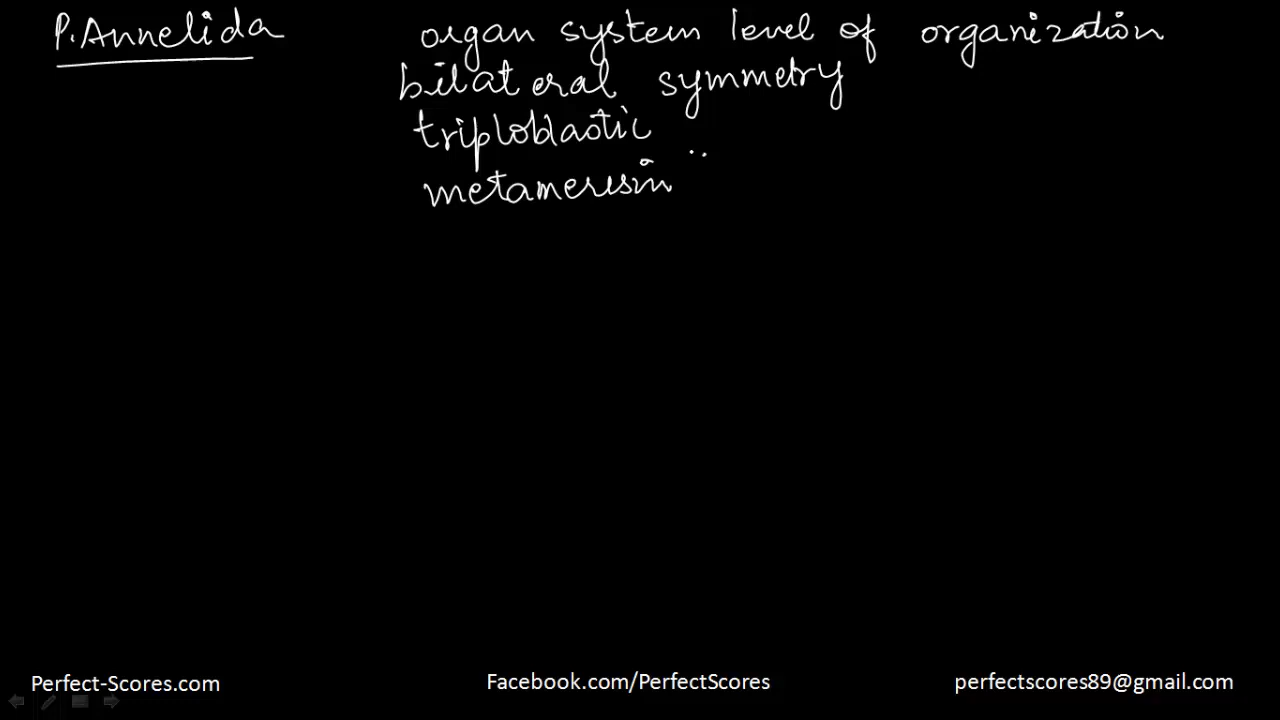 P. Annelida organ system level of organization
bilateral symmetry
triploblastic
metamerism
Perfect-Scores.com Facebook.com/PerfectScores perfectscores89@gmail.com